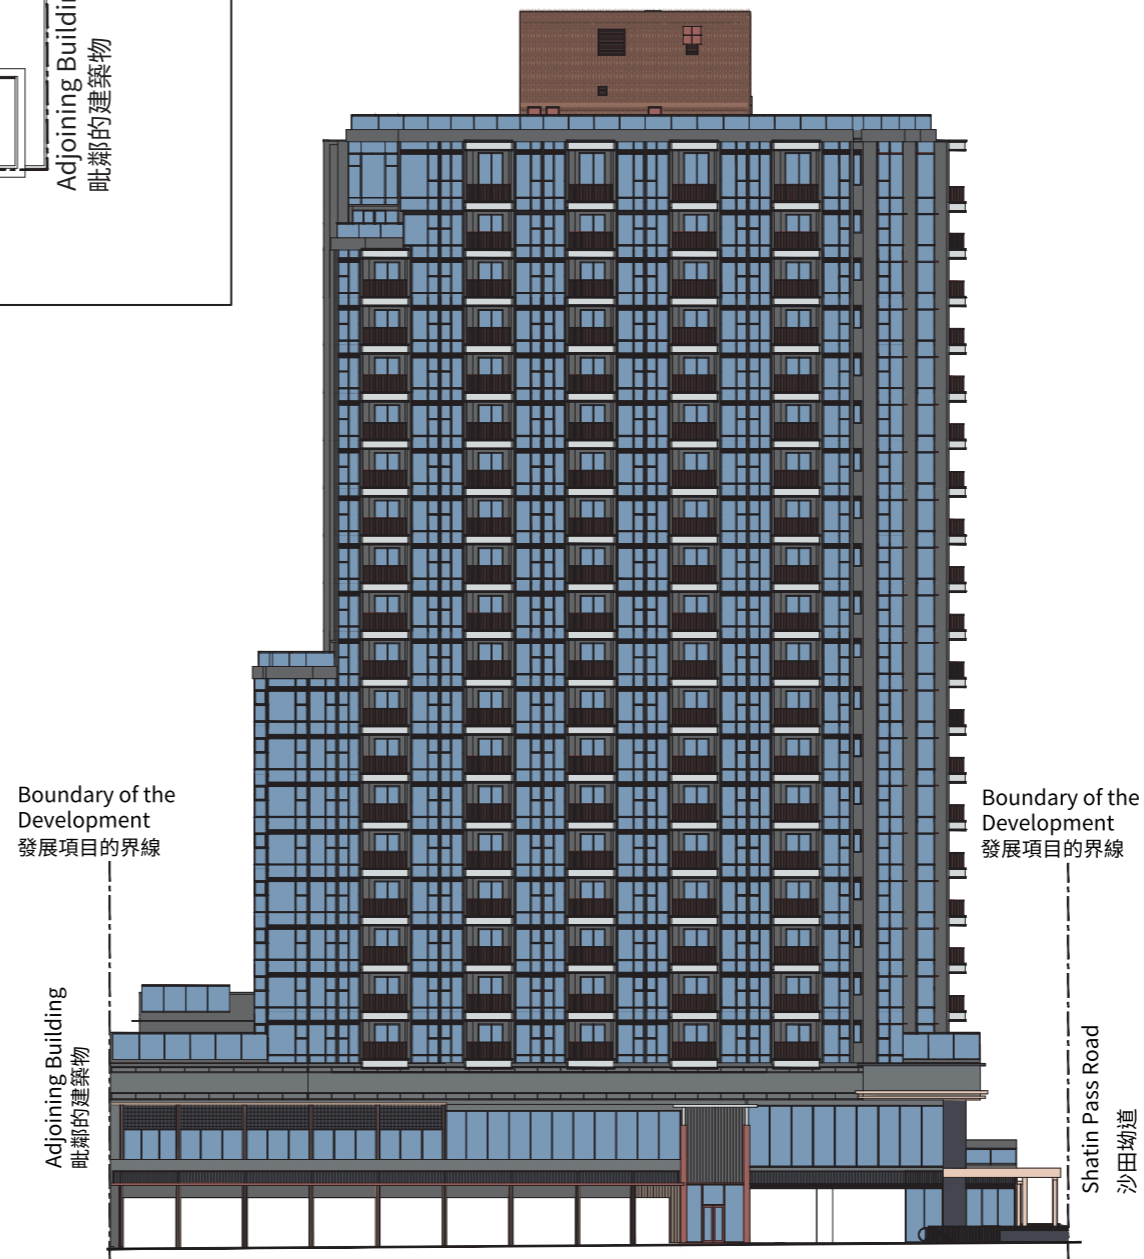 Adjoining Buildin
毗鄰的建築物
Boundary of the
Development
發展項目的界線
Boundary of the
Development
發展項目的界線
Adjoining Building
毗鄰的建築物
Shatin Pass Road
沙田坳道